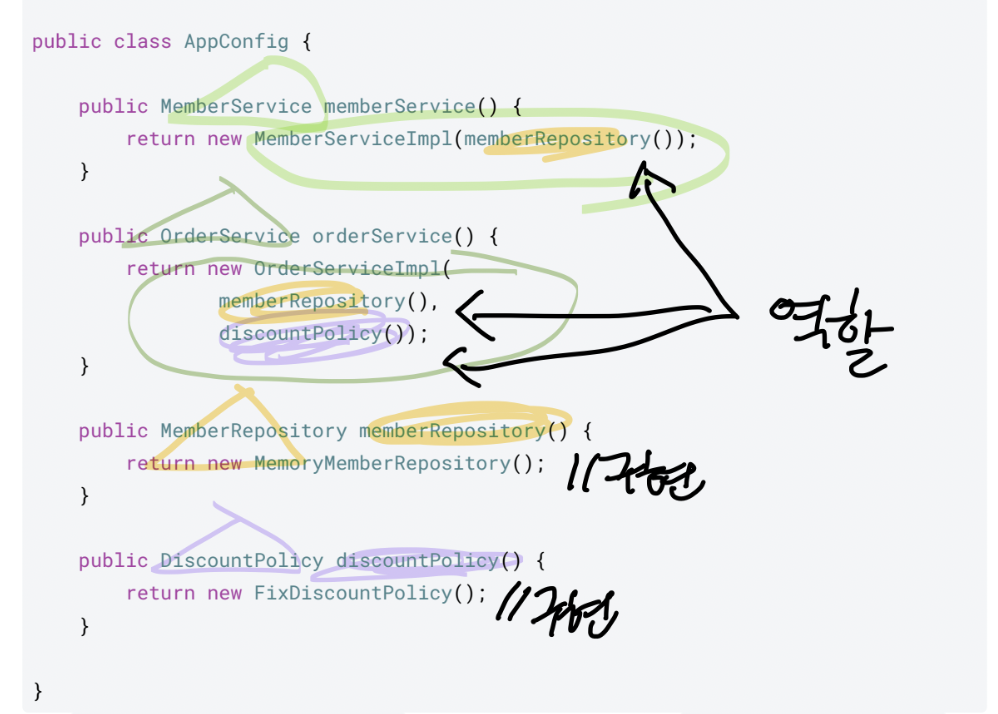 public class AppConfig {
public MemberService memberService() {
return new MemberServiceImpl(memberRepository());
}
public OrderService orderService() {
return new OrderServiceImpl(
memberRepository(),
역할
discountPolicy());
}
public MemberRepository memberRepository() {
return new MemoryMemberRepository(); //구현
}
public DiscountPolicy discountPolicy() {
return new FixDiscountPolicy(); //구현
}
}